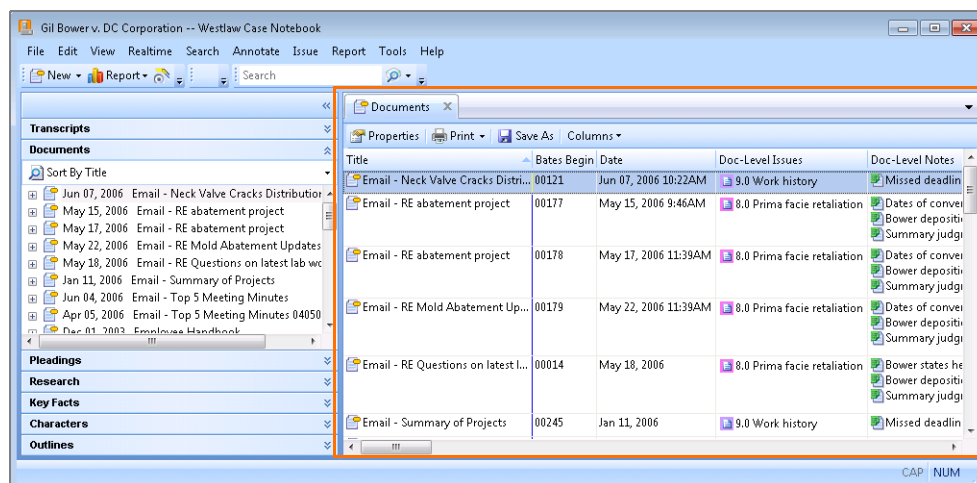 Gil Bower v. DC Corporation -- Westlaw Case Notebook
File Edit View Realtime Search Annotate Issue Report Tools Help
New Report Search
Transcripts
Documents
Sort By Title
Jun 07, 2006 Email - Neck Valve Cracks Distribution
May 15, 2006 Email - RE abatement project
May 17, 2006 Email - RE abatement project
May 22, 2006 Email - RE Mold Abatement Updates
May 18, 2006 Email - RE Questions on latest lab wo
Jan 11, 2006 Email - Summary of Projects
Jun 04, 2006 Email - Top 5 Meeting Minutes
Apr 05, 2006 Email - Top 5 Meeting Minutes 04050
Dec 01, 2003 Employee Handbook
Pleadings
Research
Key Facts
Characters
Outlines
Documents
Properties Print Save As Columns
Title Bates Begin Date Doc-Level Issues Doc-Level Notes
Email - Neck Valve Cracks Distri... 00121 Jun 07, 2006 10:22AM 9.0 Work history Missed deadlin
Email - RE abatement project 00177 May 15, 2006 9:46AM 8.0 Prima facie retaliation Dates of conver
Bower depositi
Summary judg
Email - RE abatement project 00178 May 17, 2006 11:39AM 8.0 Prima facie retaliation Dates of conver
Bower depositi
Summary judg
Email - RE Mold Abatement Up... 00179 May 22, 2006 11:39AM 8.0 Prima facie retaliation Dates of conver
Bower depositi
Summary judg
Email - RE Questions on latest l... 00014 May 18, 2006 8.0 Prima facie retaliation Bower states he
Bower depositi
Summary judg
Email - Summary of Projects 00245 Jan 11, 2006 9.0 Work history Missed deadlin
CAP NUM